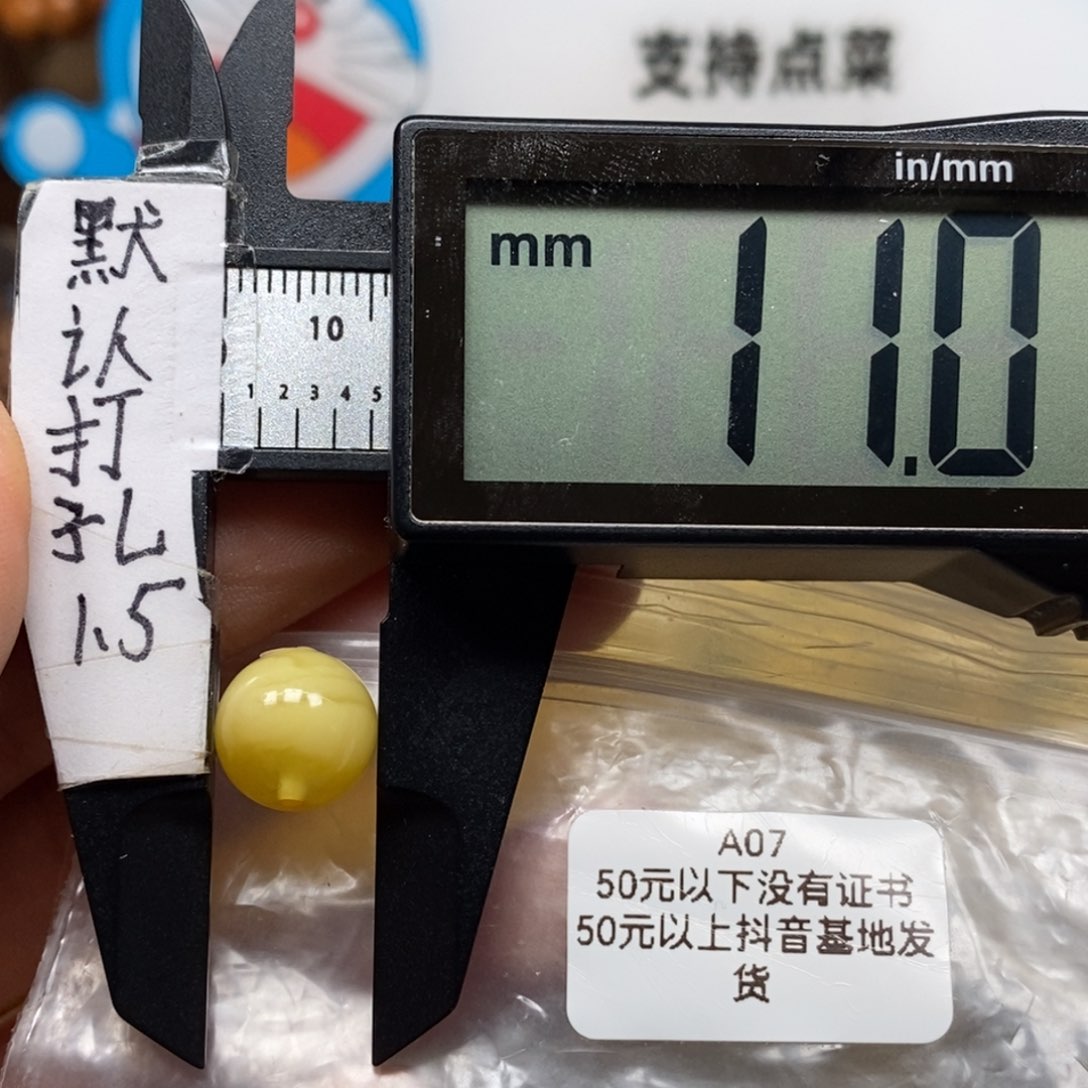 支持点菜
in/mm
mm
11.0
10
1 2 3 4 5
默
认
打
孔
1.5
A07
50元以下没有证书
50元以上抖音基地发
货